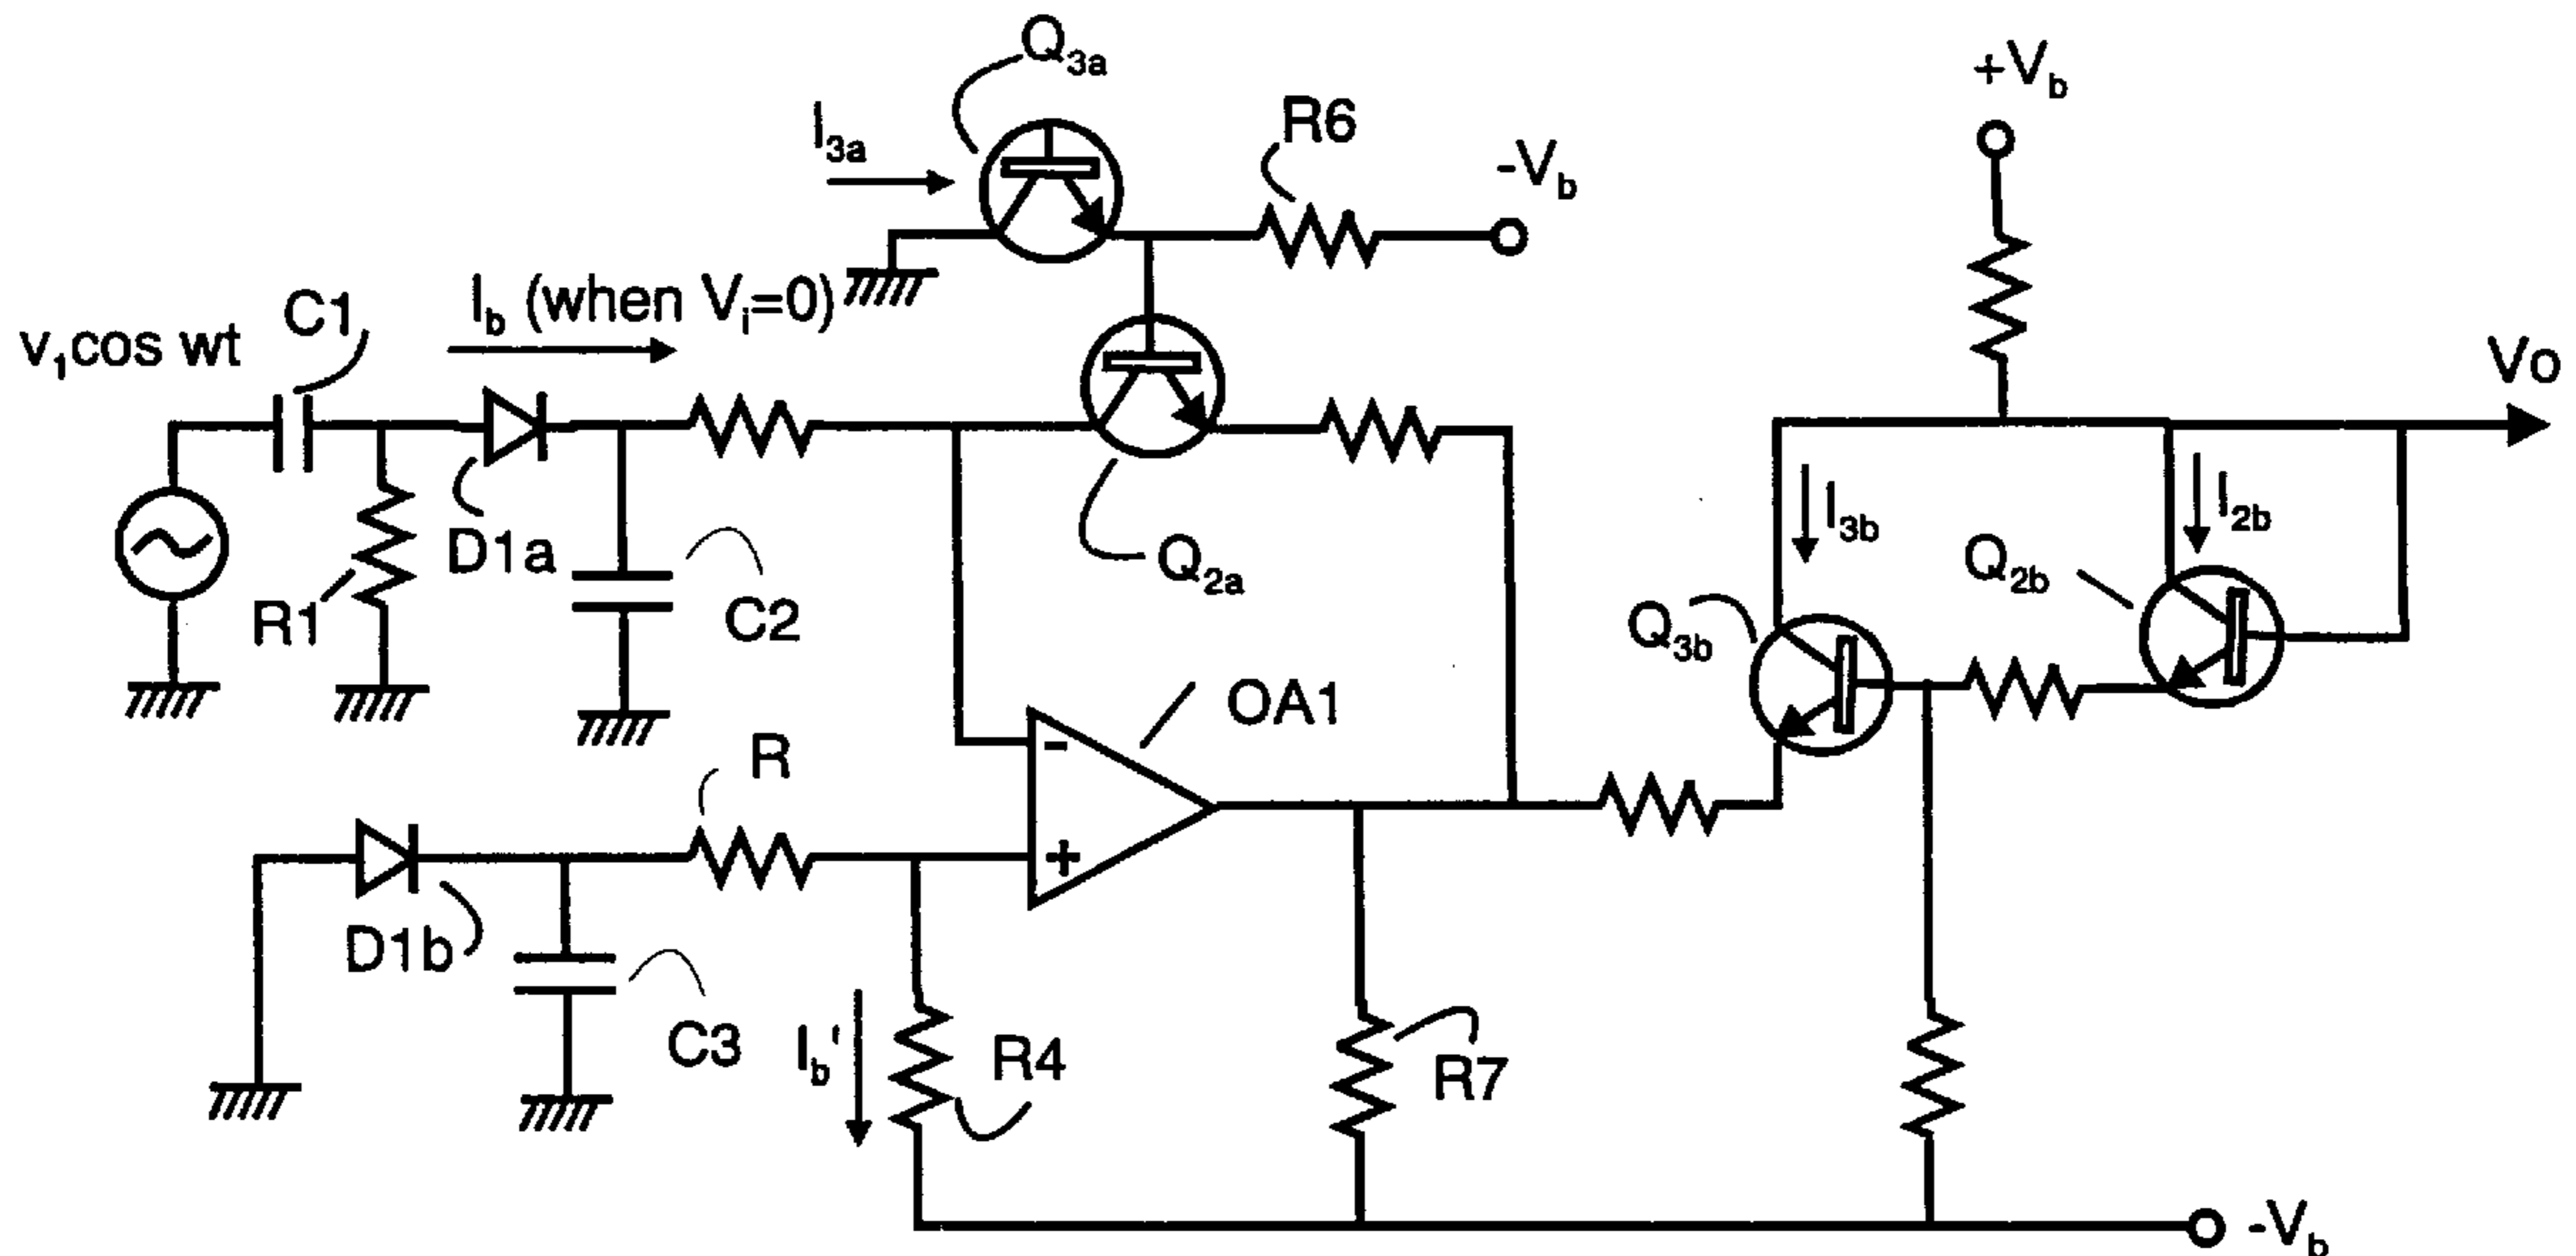 Q3a
+Vb
I3a
R6
-Vb
Ib (when Vi=0)
C1
v1cos wt
Vo
I3b
I2b
D1a
Q2a
Q2b
R1
C2
Q3b
OA1
-
R
+
D1b
C3
Ib'
R4
R7
-Vb